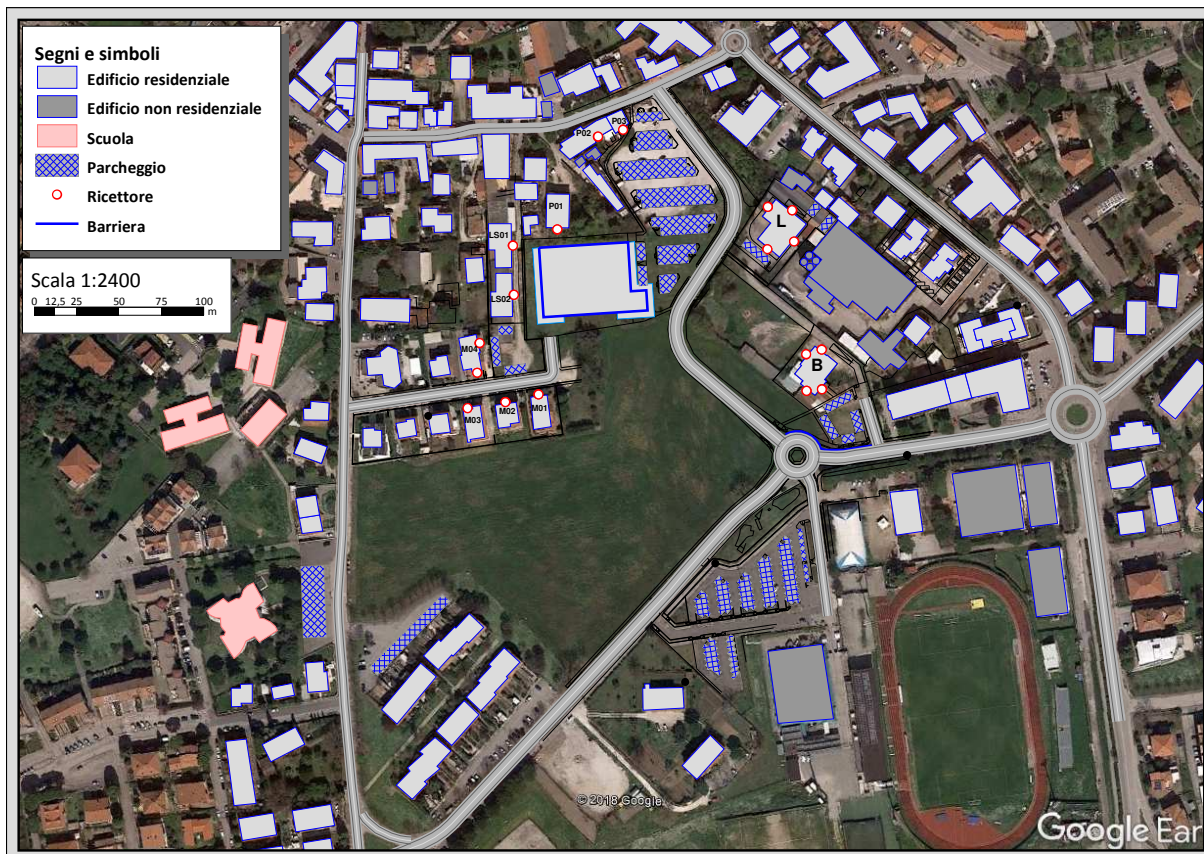 Segni e simboli
Edificio residenziale
Edificio non residenziale
Scuola
Parcheggio
Ricettore
Barriera
Scala 1:2400
0 12,5 25 50 75 100
m
P02
P03
P01
L
LS01
LS02
M04
B
M03
M02
M01
© 2018 Google
Google Ear